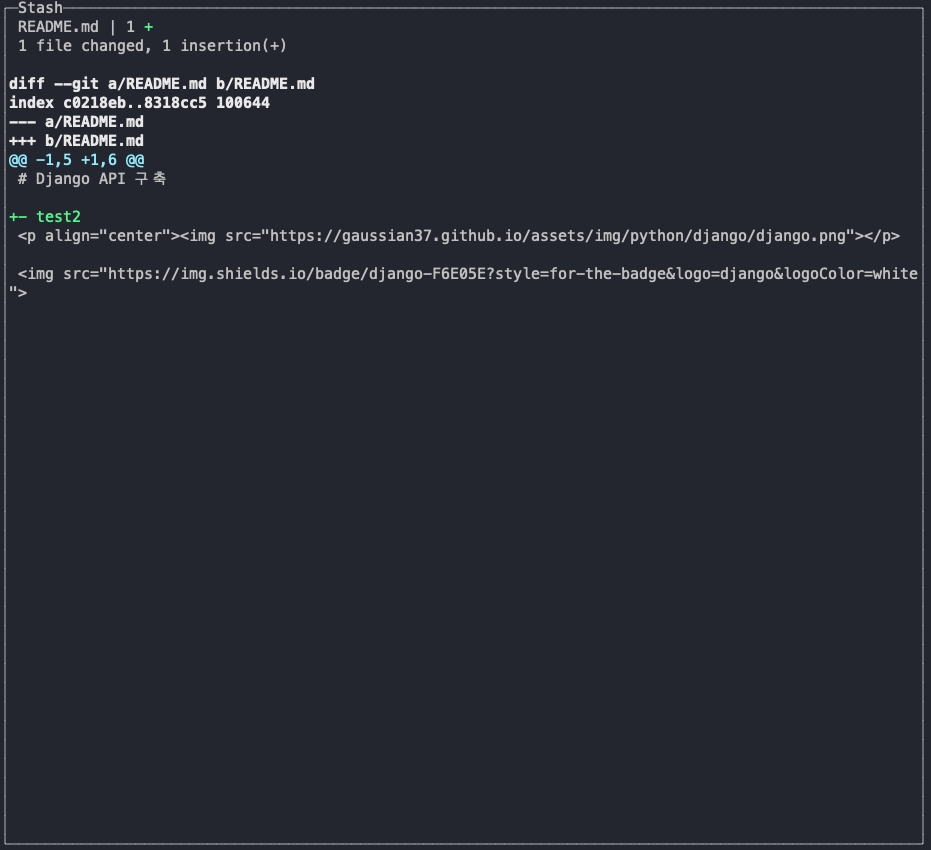 Stash
README.md | 1 +
1 file changed, 1 insertion(+)
diff --git a/README.md b/README.md
index c0218eb..8318cc5 100644
--- a/README.md
+++ b/README.md
@@ -1,5 +1,6 @@
# Django API 구축
+- test2
<p align="center"><img src="https://gaussian37.github.io/assets/img/python/django/django.png"></p>
<img src="https://img.shields.io/badge/django-F6E05E?style=for-the-badge&logo=django&logoColor=white
">